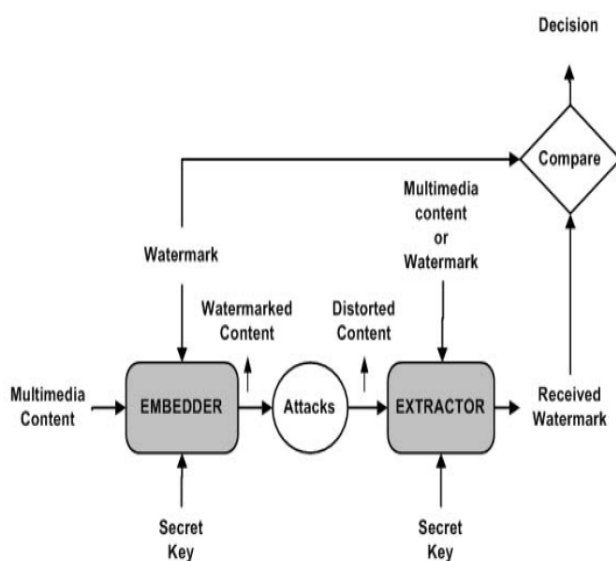 Decision
Compare
Multimedia
content
or
Watermark
Watermark
Watermarked
Content
Distorted
Content
Multimedia
Content
EMBEDDER
Attacks
EXTRACTOR
Received
Watermark
Secret
Key
Secret
Key